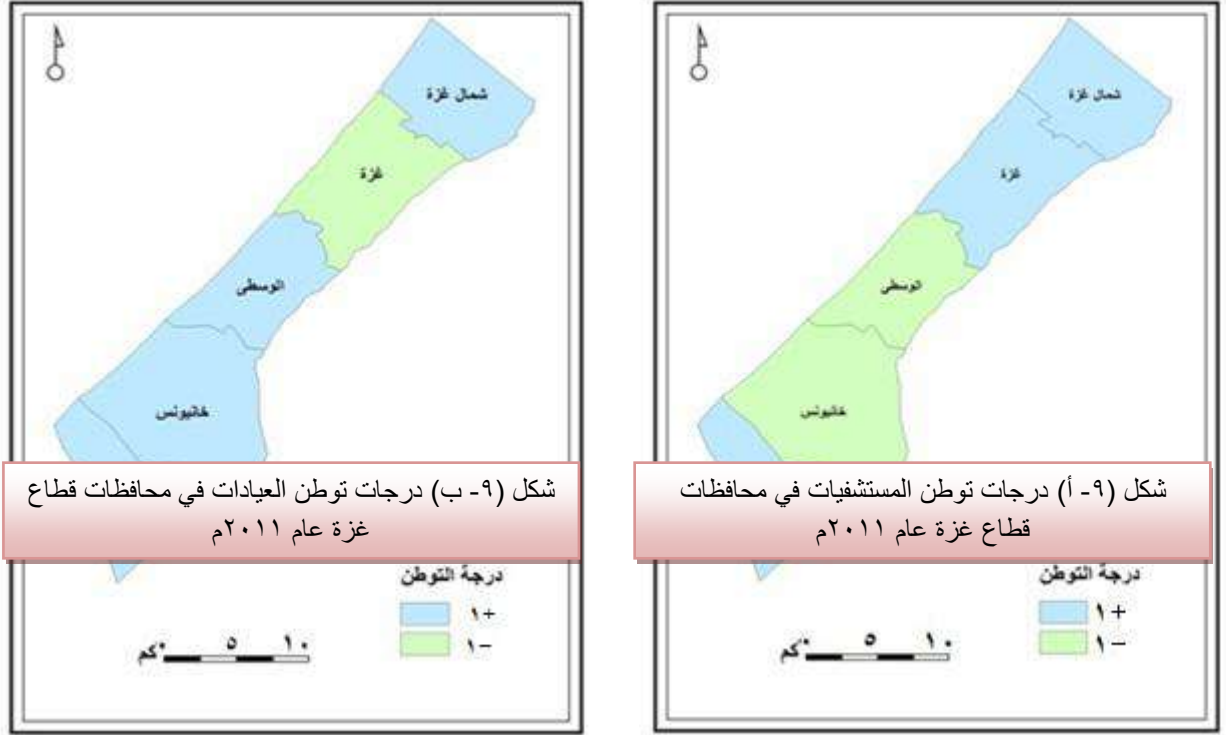 شمال غزة
غزة
الوسطى
خانيونس
شكل (٩- أ) درجات توطن المستشفيات في محافظات
قطاع غزة عام ٢٠١١م
درجة التوطن
+ ١
– ١
٠ ٥ ١٠ كم
شمال غزة
غزة
الوسطى
خانيونس
شكل (٩- ب) درجات توطن العيادات في محافظات قطاع
غزة عام ٢٠١١م
درجة التوطن
+١
–١
٠ ٥ ١٠ كم